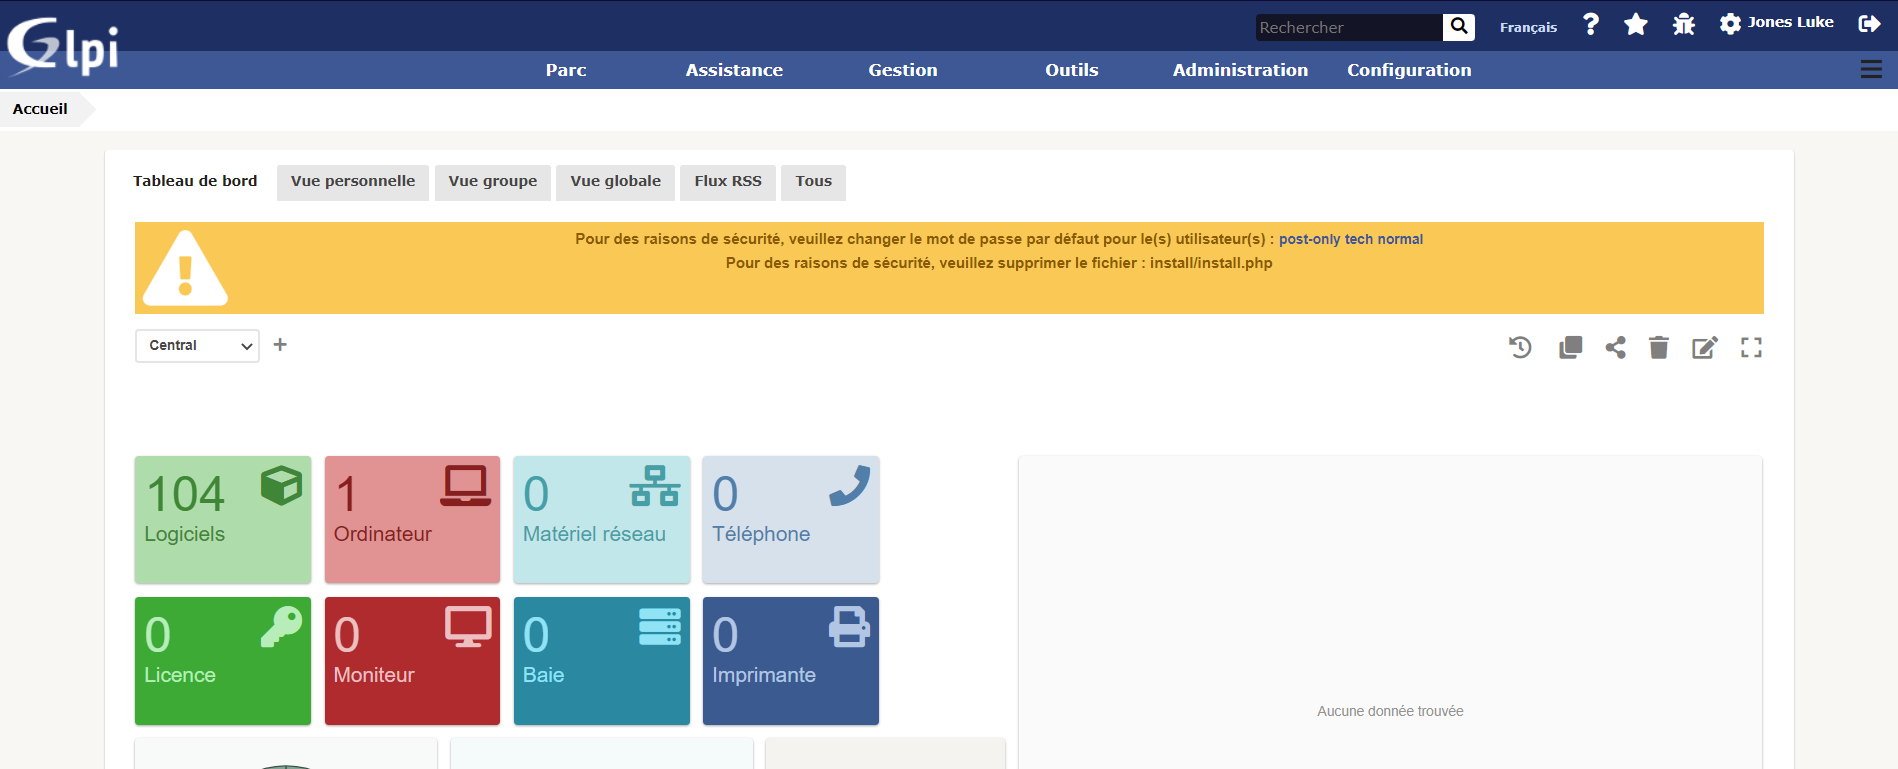 Glpi
Rechercher
Français
Jones Luke
Parc Assistance Gestion Outils Administration Configuration
Accueil
Tableau de bord Vue personnelle Vue groupe Vue globale Flux RSS Tous
Pour des raisons de sécurité, veuillez changer le mot de passe par défaut pour le(s) utilisateur(s) : post-only tech normal
Pour des raisons de sécurité, veuillez supprimer le fichier : install/install.php
Central
104
Logiciels
1
Ordinateur
0
Matériel réseau
0
Téléphone
0
Licence
0
Moniteur
0
Baie
0
Imprimante
Aucune donnée trouvée